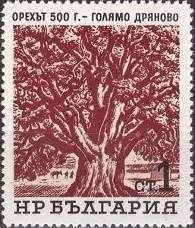 ОРЕХЪТ 500 Г.– ГОЛЯМО ДРЯНОВО
СТ. 1
НР БЪЛГАРИЯ